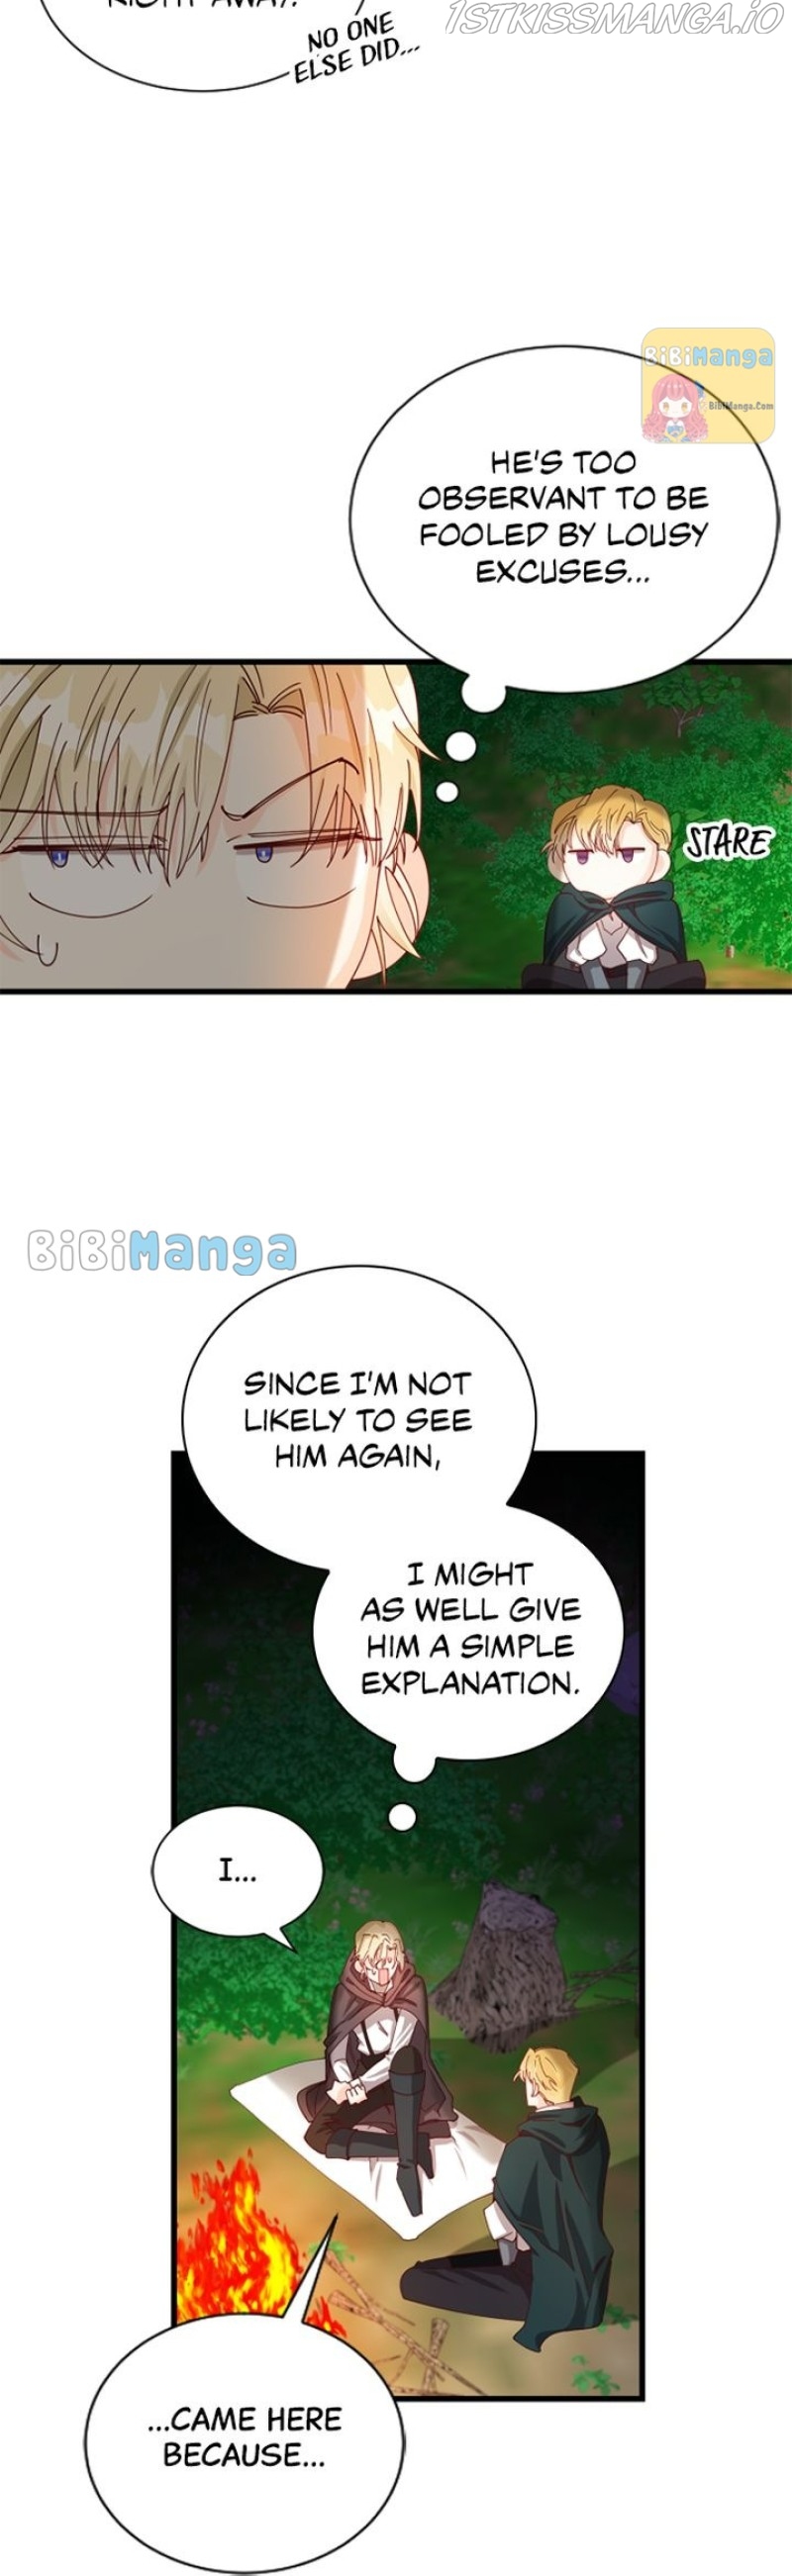 RIGHT AWAY.
NO ONE
ELSE DID...
1STKISSMANGA.iO
BiBiManga
BibiManga.Com
HE'S TOO
OBSERVANT TO BE
FOOLED BY LOUSY
EXCUSES...
STARE
BiBiManga
SINCE I'M NOT
LIKELY TO SEE
HIM AGAIN,
I MIGHT
AS WELL GIVE
HIM A SIMPLE
EXPLANATION.
I...
...CAME HERE
BECAUSE...